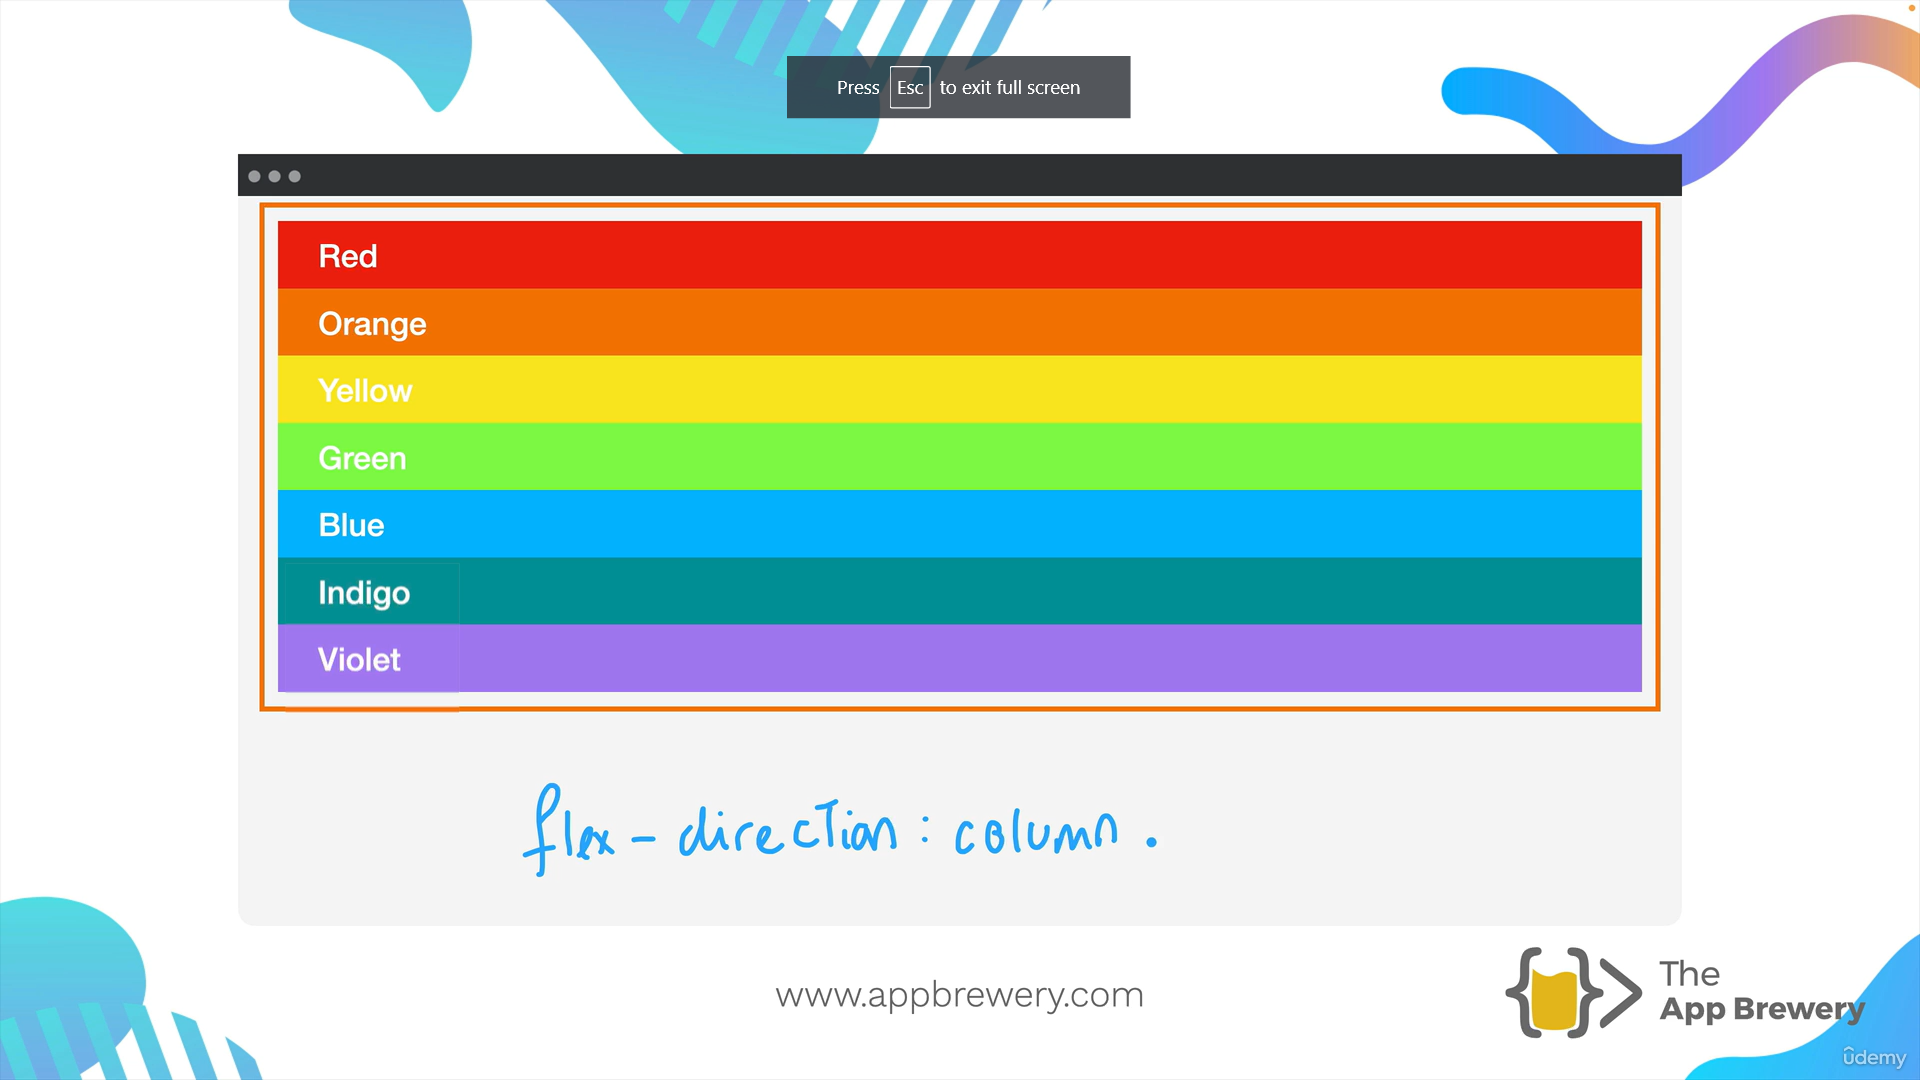 Press Esc to exit full screen
Red
Orange
Yellow
Green
Blue
Indigo
Violet
flex-direction: column.
www.appbrewery.com
The
App Brewery
ûdemy